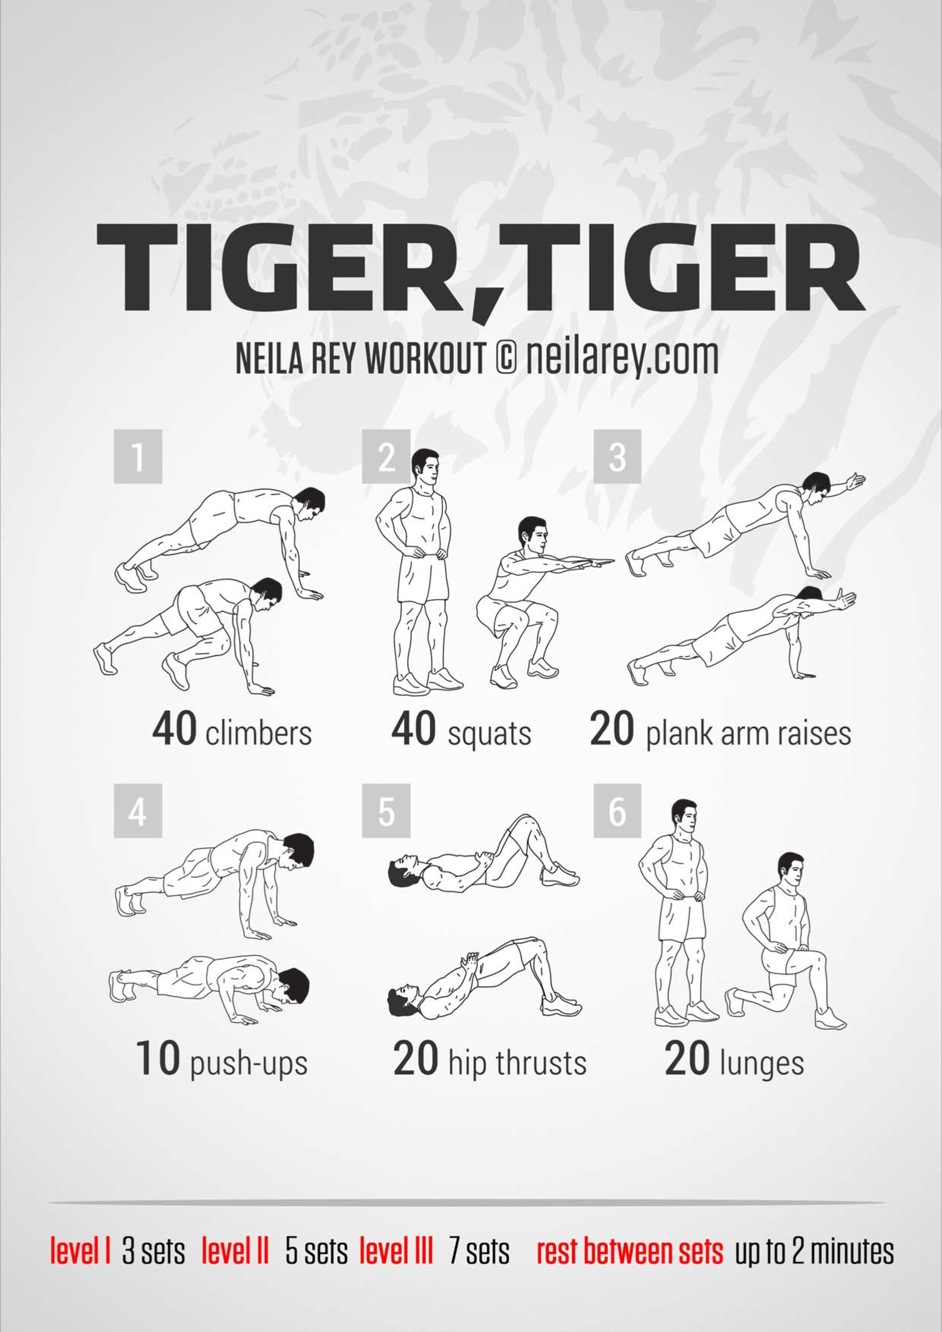 TIGER,TIGER
NEILA REY WORKOUT © neilarey.com
1
2
3
40 climbers
40 squats
20 plank arm raises
4
5
6
10 push-ups
20 hip thrusts
20 lunges
level I 3 sets level II 5 sets level III 7 sets rest between sets up to 2 minutes